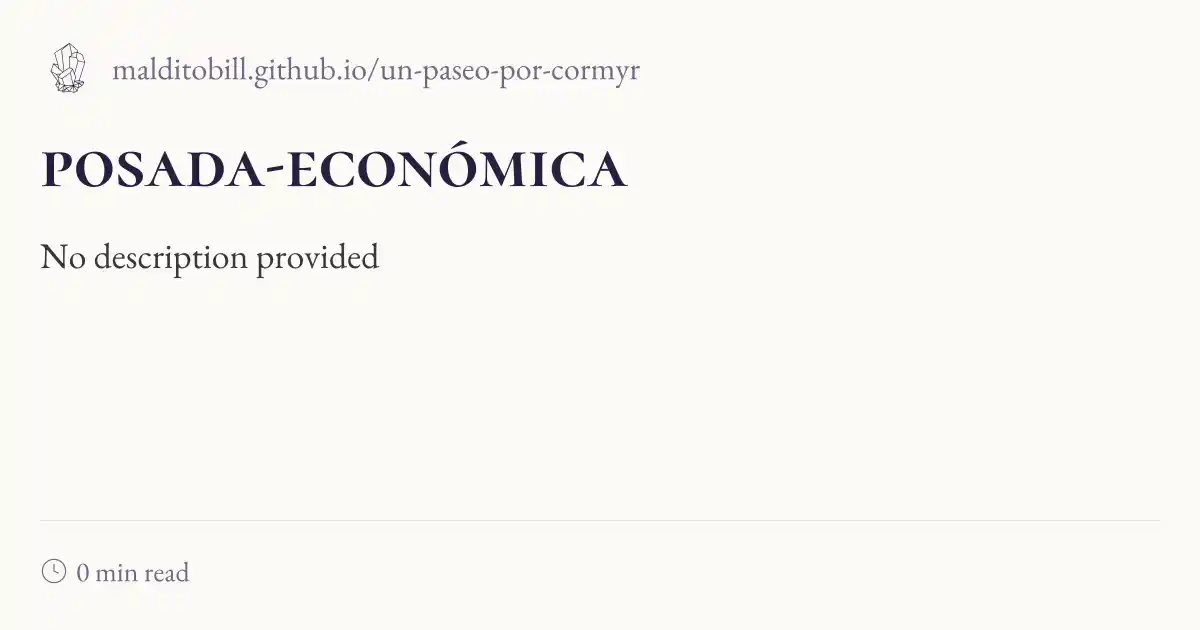 malditobill.github.io/un-paseo-por-cormyr
POSADA-ECONÓMICA
No description provided
0 min read